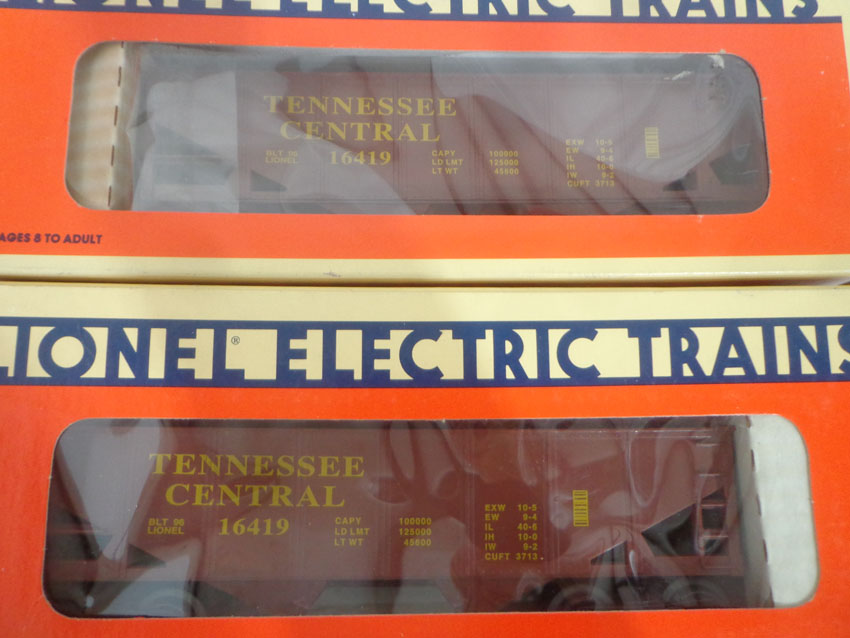 LIONEL ELECTRIC TRAINS
TENNESSEE
CENTRAL
BLT 96
LIONEL
16419
CAPY 100000
LD LMT 125000
LT WT 45600
EXW 10-5
EW 9-4
IL 40-6
IH 10-0
IW 9-2
CUFT 3713
AGES 8 TO ADULT
LIONEL® ELECTRIC TRAINS
TENNESSEE
CENTRAL
BLT 96
LIONEL
16419
CAPY 100000
LD LMT 125000
LT WT 45600
EXW 10-5
EW 9-4
IL 40-6
IH 10-0
IW 9-2
CUFT 3713